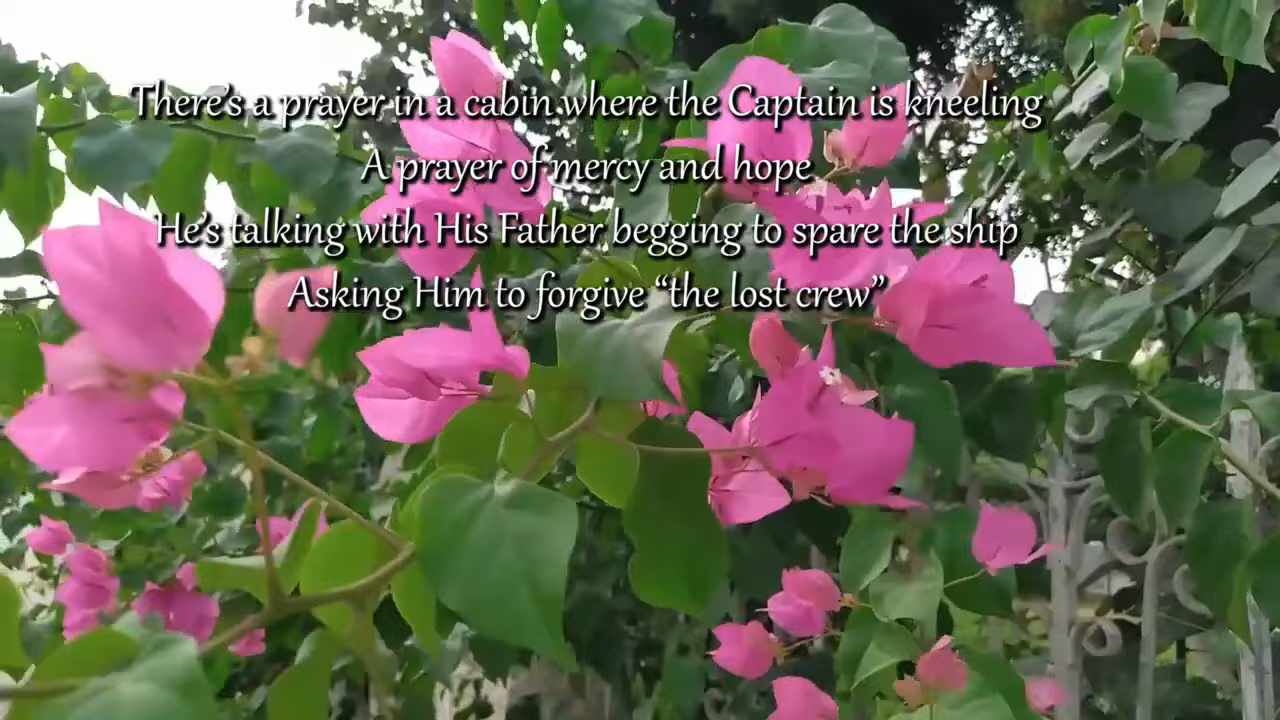 There's a prayer in a cabin where the Captain is kneeling
A prayer of mercy and hope
He's talking with His Father begging to spare the ship
Asking Him to forgive “the lost crew”